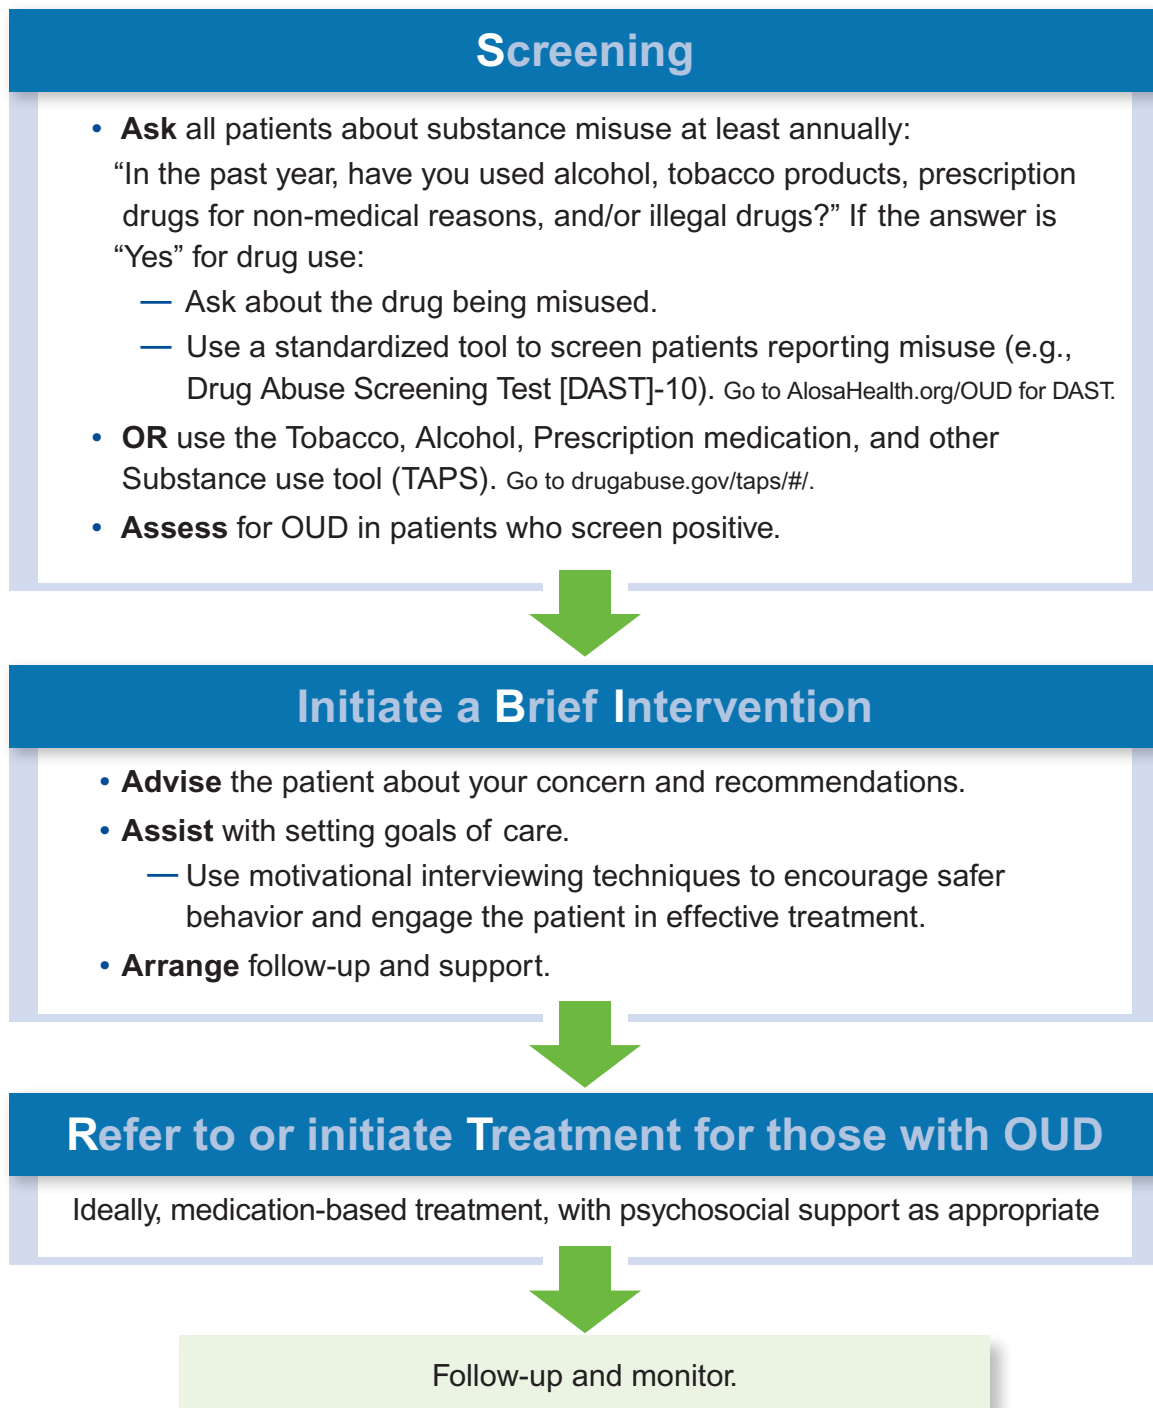 Screening
• Ask all patients about substance misuse at least annually:
“In the past year, have you used alcohol, tobacco products, prescription
drugs for non-medical reasons, and/or illegal drugs?” If the answer is
“Yes” for drug use:
— Ask about the drug being misused.
— Use a standardized tool to screen patients reporting misuse (e.g.,
Drug Abuse Screening Test [DAST]-10). Go to AlosaHealth.org/OUD for DAST.
• OR use the Tobacco, Alcohol, Prescription medication, and other
Substance use tool (TAPS). Go to drugabuse.gov/taps/#/.
• Assess for OUD in patients who screen positive.
Initiate a Brief Intervention
• Advise the patient about your concern and recommendations.
• Assist with setting goals of care.
— Use motivational interviewing techniques to encourage safer
behavior and engage the patient in effective treatment.
• Arrange follow-up and support.
Refer to or initiate Treatment for those with OUD
Ideally, medication-based treatment, with psychosocial support as appropriate
Follow-up and monitor.